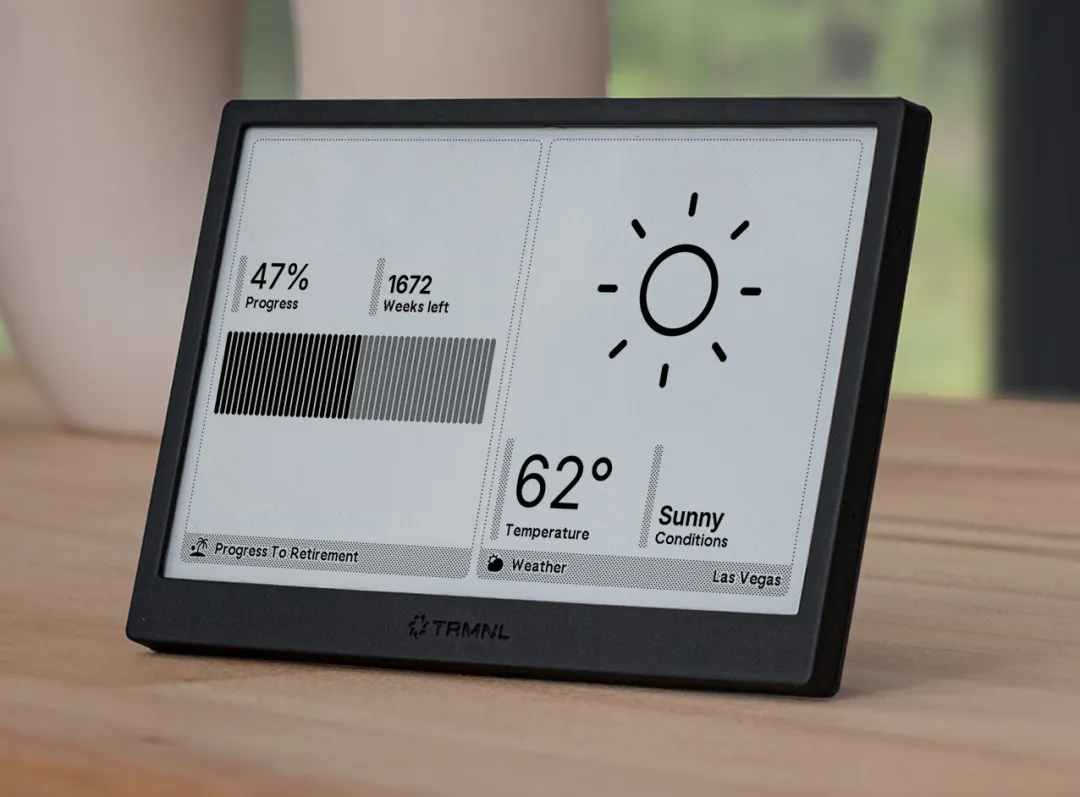 47%
Progress
1672
Weeks left
Progress To Retirement
62°
Temperature
Sunny
Conditions
Weather
Las Vegas
TRMNL